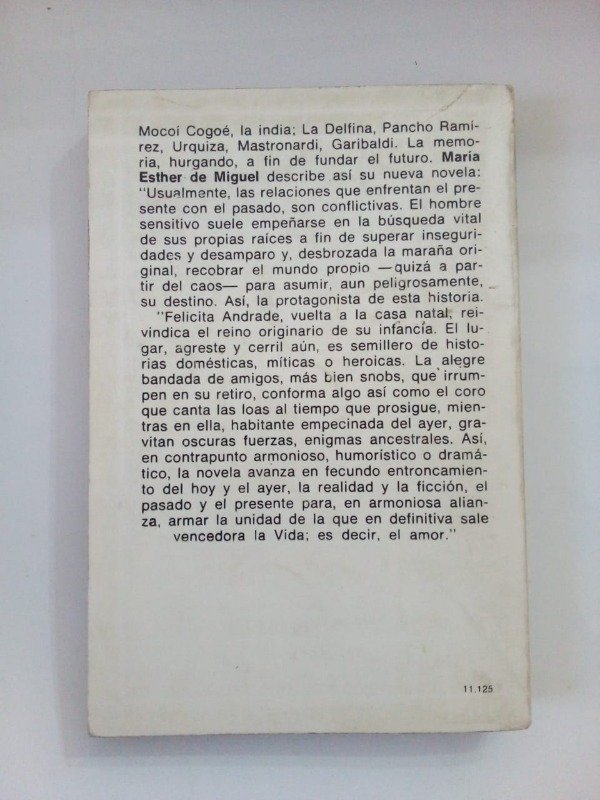 Mocoí Cogoé, la india; La Delfina, Pancho Ramí-
rez, Urquiza, Mastronardi, Garibaldi. La memo-
ria, hurgando, a fin de fundar el futuro. María
Esther de Miguel describe así su nueva novela:
"Usualmente, las relaciones que enfrentan el pre-
sente con el pasado, son conflictivas. El hombre
sensitivo suele empeñarse en la búsqueda vital
de sus propias raíces a fin de superar inseguri-
dades y desamparo y, desbrozada la maraña ori-
ginal, recobrar el mundo propio —quizá a par-
tir del caos— para asumir, aun peligrosamente,
su destino. Así, la protagonista de esta historia.
"Felicita Andrade, vuelta a la casa natal, rei-
vindica el reino originario de su infancia. El lu-
gar, agreste y cerril aún, es semillero de histo-
rias domésticas, míticas o heroicas. La alegre
bandada de amigos, más bien snobs, que irrum-
pen en su retiro, conforma algo así como el coro
que canta las loas al tiempo que prosigue, mien-
tras en ella, habitante empecinada del ayer, gra-
vitan oscuras fuerzas, enigmas ancestrales. Así,
en contrapunto armonioso, humorístico o dramá-
tico, la novela avanza en fecundo entroncamien-
to del hoy y el ayer, la realidad y la ficción, el
pasado y el presente para, en armoniosa alian-
za, armar la unidad de la que en definitiva sale
vencedora la Vida; es decir, el amor."
11.125